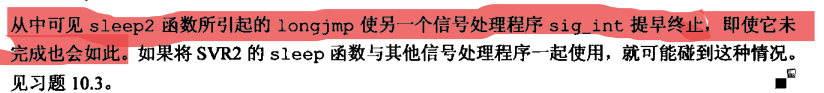 从中可见 sleep2 函数所引起的 longjmp 使另一个信号处理程序 sig_int 提早终止，即使它未
完成也会如此。如果将 SVR2 的 sleep 函数与其他信号处理程序一起使用，就可能碰到这种情况。
见习题 10.3。